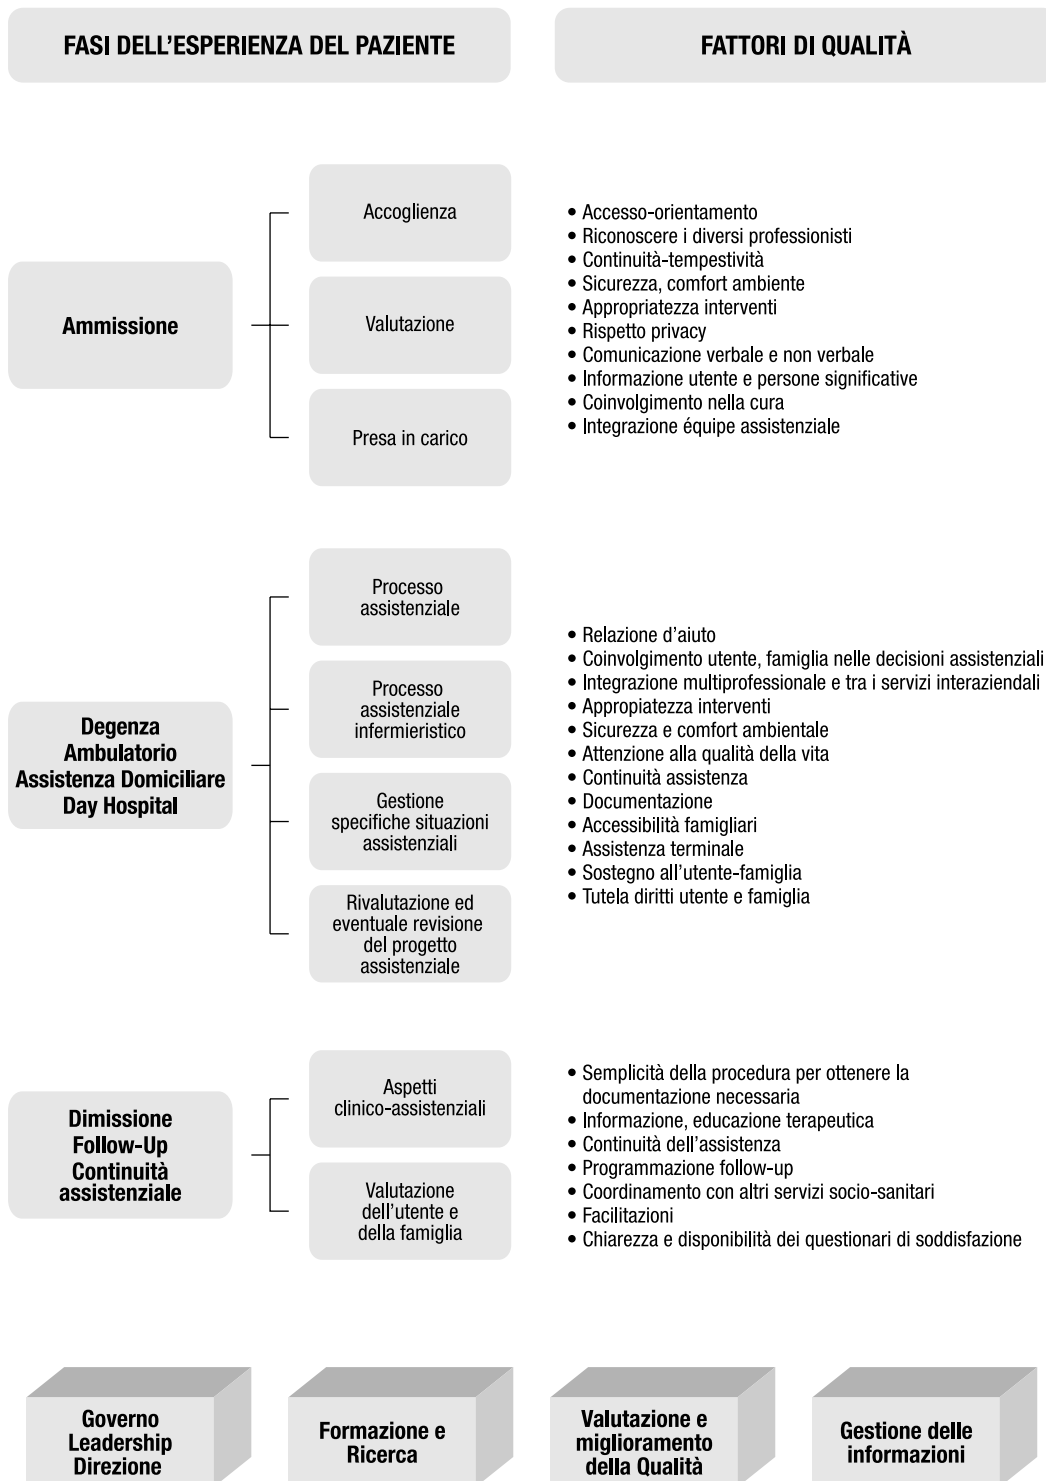 FASI DELL'ESPERIENZA DEL PAZIENTE
FATTORI DI QUALITÀ
Ammissione
Accoglienza
Valutazione
Presa in carico
• Accesso-orientamento
• Riconoscere i diversi professionisti
• Continuità-tempestività
• Sicurezza, comfort ambiente
• Appropriatezza interventi
• Rispetto privacy
• Comunicazione verbale e non verbale
• Informazione utente e persone significative
• Coinvolgimento nella cura
• Integrazione équipe assistenziale
Degenza
Ambulatorio
Assistenza Domiciliare
Day Hospital
Processo
assistenziale
Processo
assistenziale
infermieristico
Gestione
specifiche situazioni
assistenziali
Rivalutazione ed
eventuale revisione
del progetto
assistenziale
• Relazione d'aiuto
• Coinvolgimento utente, famiglia nelle decisioni assistenziali
• Integrazione multiprofessionale e tra i servizi interaziendali
• Appropiatezza interventi
• Sicurezza e comfort ambientale
• Attenzione alla qualità della vita
• Continuità assistenza
• Documentazione
• Accessibilità famigliari
• Assistenza terminale
• Sostegno all'utente-famiglia
• Tutela diritti utente e famiglia
Dimissione
Follow-Up
Continuità
assistenziale
Aspetti
clinico-assistenziali
Valutazione
dell'utente e
della famiglia
• Semplicità della procedura per ottenere la
documentazione necessaria
• Informazione, educazione terapeutica
• Continuità dell'assistenza
• Programmazione follow-up
• Coordinamento con altri servizi socio-sanitari
• Facilitazioni
• Chiarezza e disponibilità dei questionari di soddisfazione
Governo
Leadership
Direzione
Formazione e
Ricerca
Valutazione e
miglioramento
della Qualità
Gestione delle
informazioni